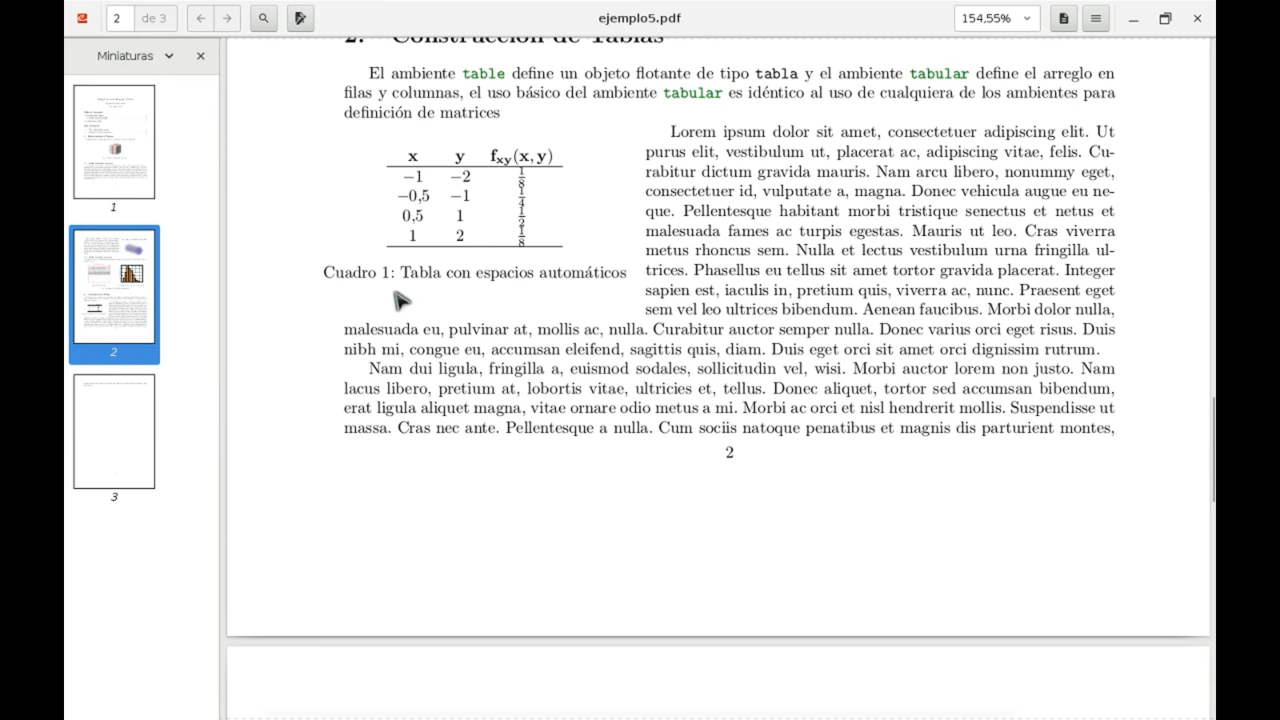 2 de 3
ejemplo5.pdf
154,55%
Miniaturas
1
2
3
2. Construcción de Tablas
El ambiente table define un objeto flotante de tipo tabla y el ambiente tabular define el arreglo en
filas y columnas, el uso básico del ambiente tabular es idéntico al uso de cualquiera de los ambientes para
definición de matrices
x y fxy(x,y)
−1 −2 1/8
−0,5 −1 1/4
0,5 1 1/2
1 2 1/8
Cuadro 1: Tabla con espacios automáticos
Lorem ipsum dolor sit amet, consectetuer adipiscing elit. Ut
purus elit, vestibulum ut, placerat ac, adipiscing vitae, felis. Cu-
rabitur dictum gravida mauris. Nam arcu libero, nonummy eget,
consectetuer id, vulputate a, magna. Donec vehicula augue eu ne-
que. Pellentesque habitant morbi tristique senectus et netus et
malesuada fames ac turpis egestas. Mauris ut leo. Cras viverra
metus rhoncus sem. Nulla et lectus vestibulum urna fringilla ul-
trices. Phasellus eu tellus sit amet tortor gravida placerat. Integer
sapien est, iaculis in, pretium quis, viverra ac, nunc. Praesent eget
sem vel leo ultrices bibendum. Aenean faucibus. Morbi dolor nulla,
malesuada eu, pulvinar at, mollis ac, nulla. Curabitur auctor semper nulla. Donec varius orci eget risus. Duis
nibh mi, congue eu, accumsan eleifend, sagittis quis, diam. Duis eget orci sit amet orci dignissim rutrum.
Nam dui ligula, fringilla a, euismod sodales, sollicitudin vel, wisi. Morbi auctor lorem non justo. Nam
lacus libero, pretium at, lobortis vitae, ultricies et, tellus. Donec aliquet, tortor sed accumsan bibendum,
erat ligula aliquet magna, vitae ornare odio metus a mi. Morbi ac orci et nisl hendrerit mollis. Suspendisse ut
massa. Cras nec ante. Pellentesque a nulla. Cum sociis natoque penatibus et magnis dis parturient montes,
2